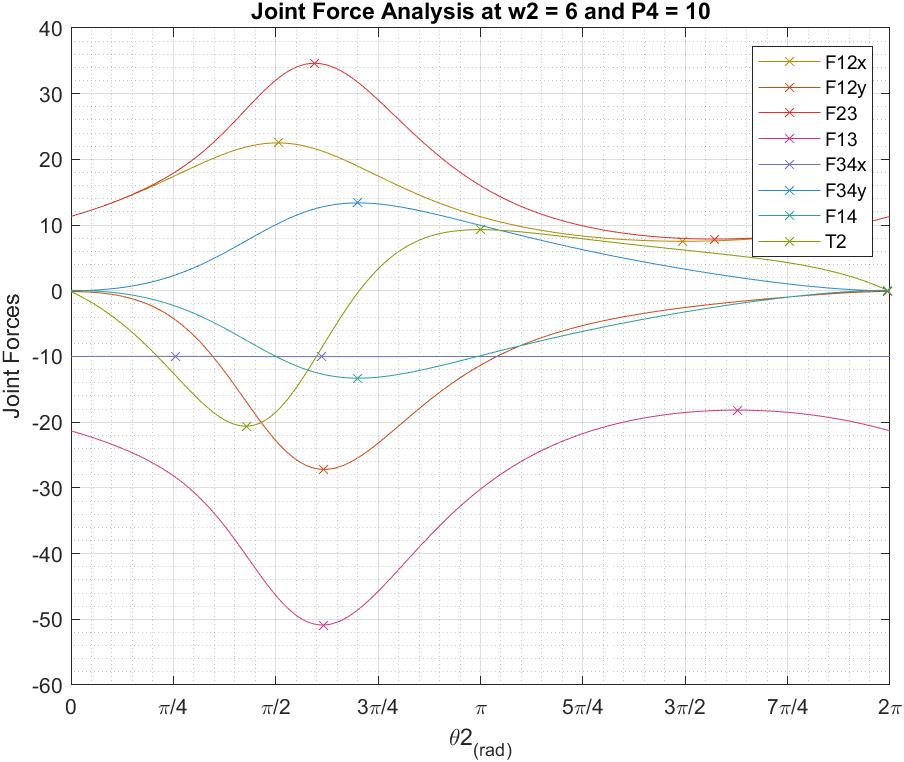 Joint Force Analysis at w2 = 6 and P4 = 10
40
30
20
10
0
-10
-20
-30
-40
-50
-60
Joint Forces
F12x
F12y
F23
F13
F34x
F34y
F14
T2
0 π/4 π/2 3π/4 π 5π/4 3π/2 7π/4 2π
θ2(rad)